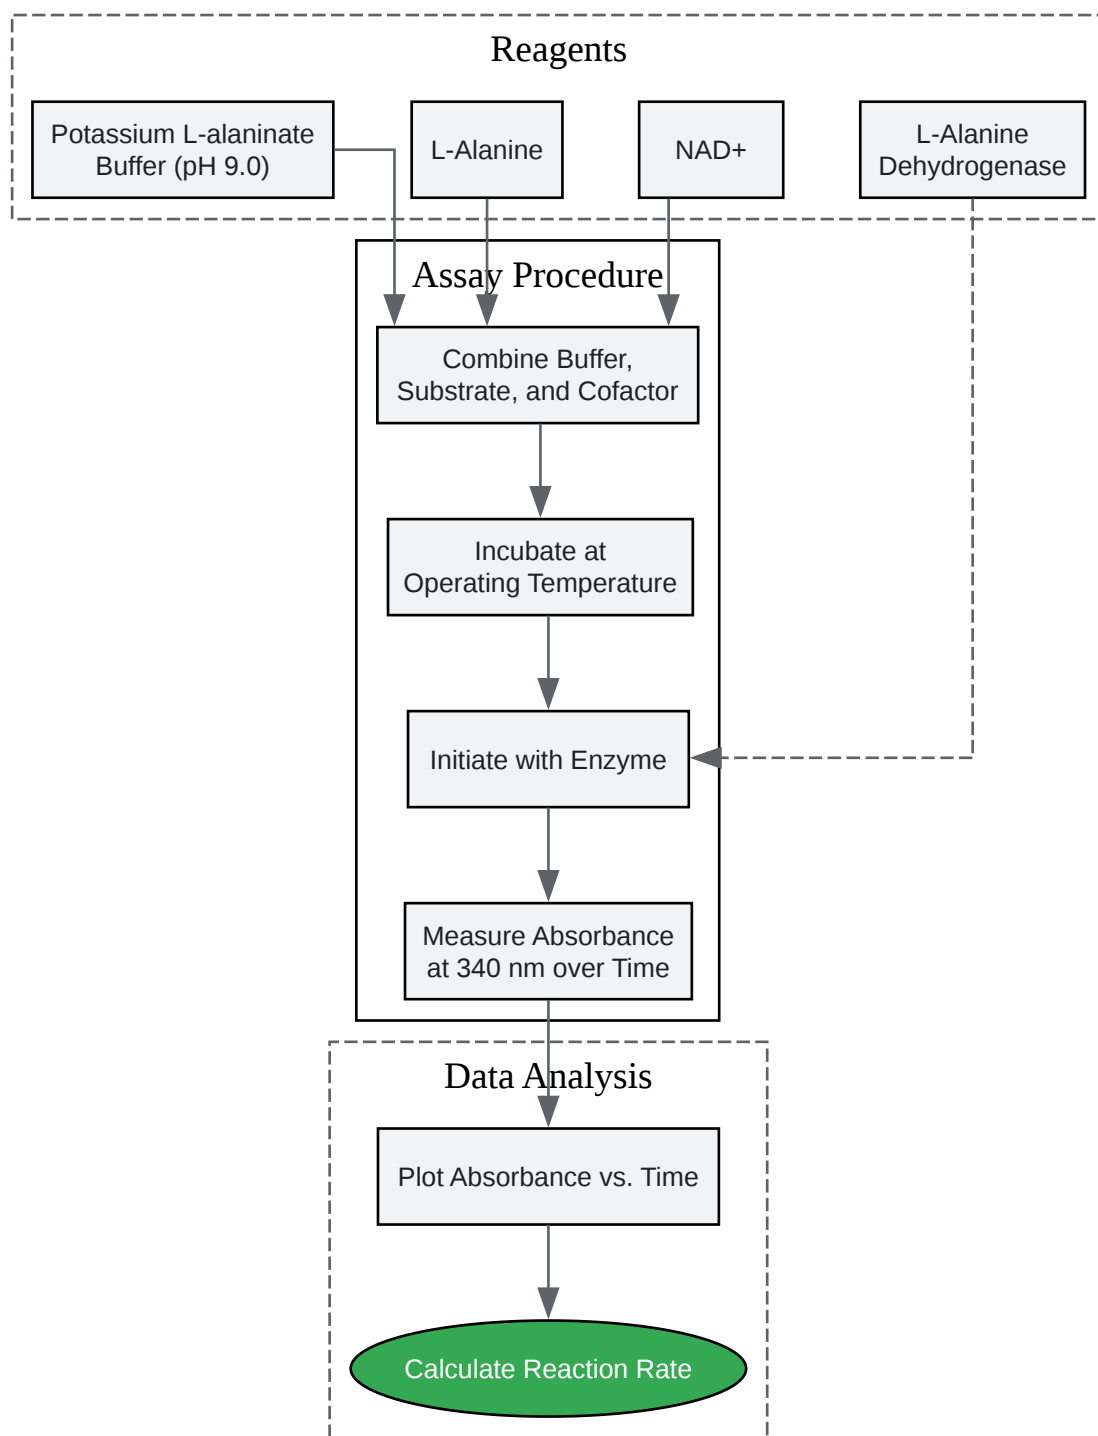 Reagents
Potassium L-alaninate
Buffer (pH 9.0)
L-Alanine
NAD+
L-Alanine
Dehydrogenase
Assay Procedure
Combine Buffer,
Substrate, and Cofactor
Incubate at
Operating Temperature
Initiate with Enzyme
Measure Absorbance
at 340 nm over Time
Data Analysis
Plot Absorbance vs. Time
Calculate Reaction Rate